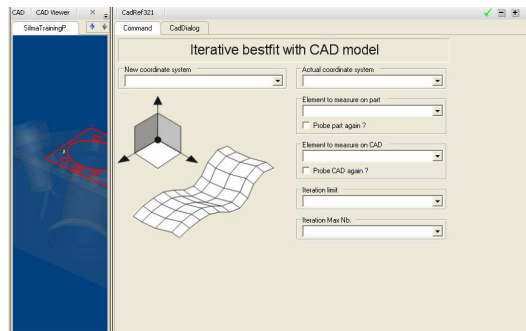 CAD CAD Viewer CadRef321
SilmaTrainingP Command CadDialog
Iterative bestfit with CAD model
New coordinate system Actual coordinate system
Element to measure on part
Probe part again ?
Element to measure on CAD
Probe CAD again ?
Iteration limit
Iteration Max Nb.